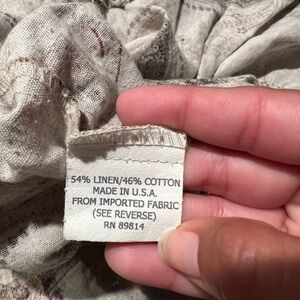 54% LINEN/46% COTTON
MADE IN U.S.A.
FROM IMPORTED FABRIC
(SEE REVERSE)
RN 89814